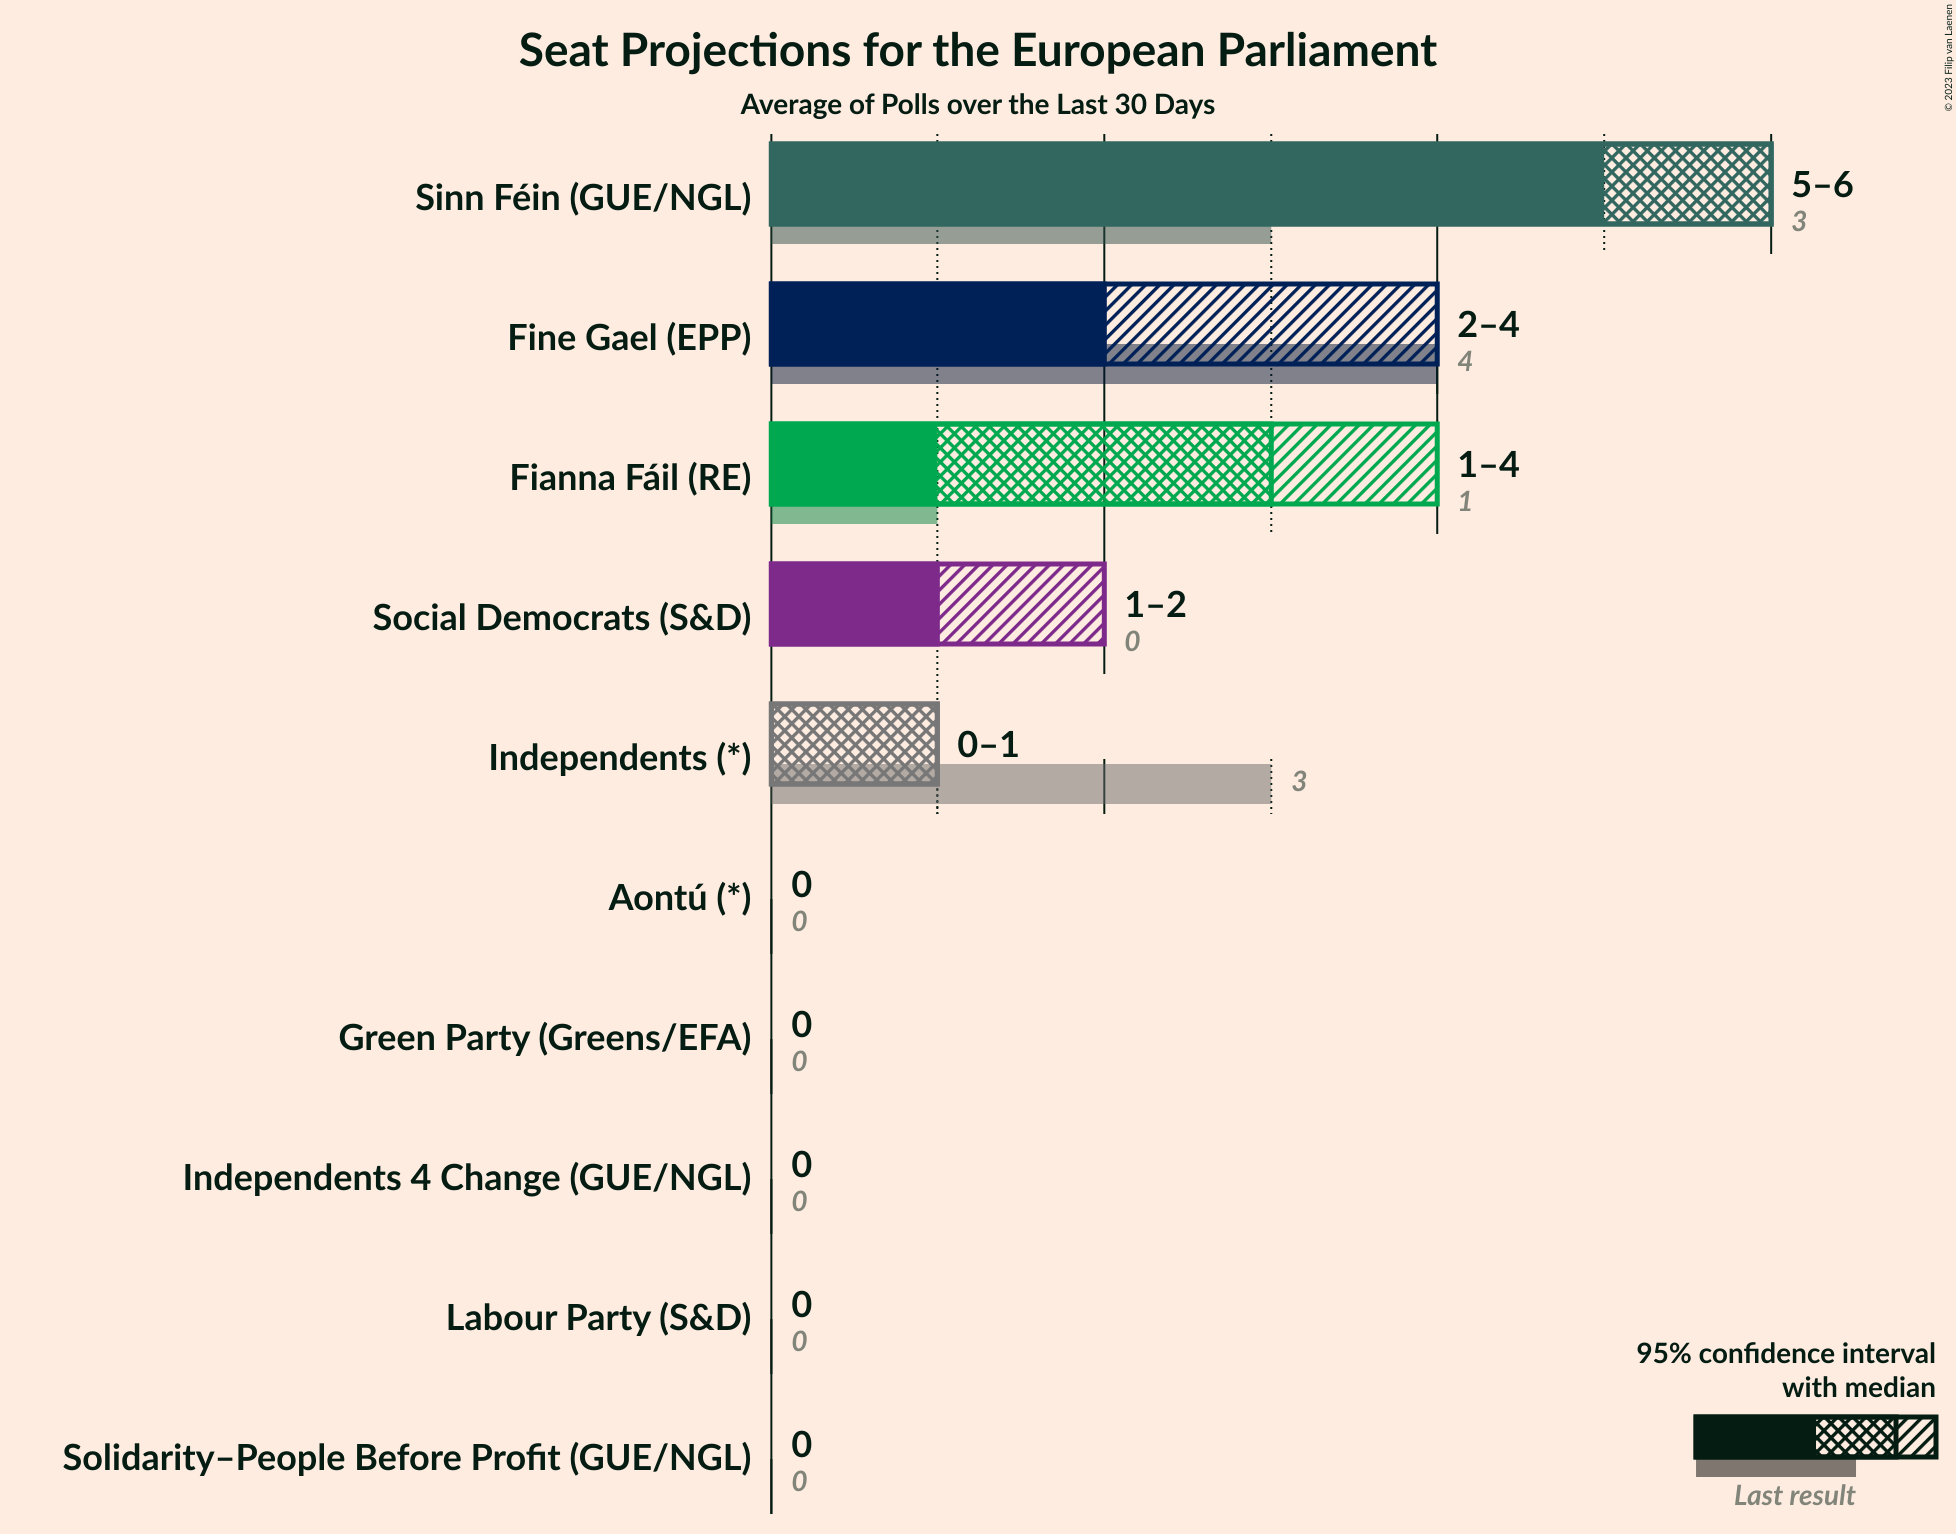 Seat Projections for the European Parliament
Average of Polls over the Last 30 Days
© 2023 Filip van Laenen
Sinn Féin (GUE/NGL)
5–6
3
Fine Gael (EPP)
2–4
4
Fianna Fáil (RE)
1–4
1
Social Democrats (S&D)
1–2
0
Independents (*)
0–1
3
Aontú (*)
0
0
Green Party (Greens/EFA)
0
0
Independents 4 Change (GUE/NGL)
0
0
Labour Party (S&D)
0
0
Solidarity–People Before Profit (GUE/NGL)
0
0
95% confidence interval
with median
Last result